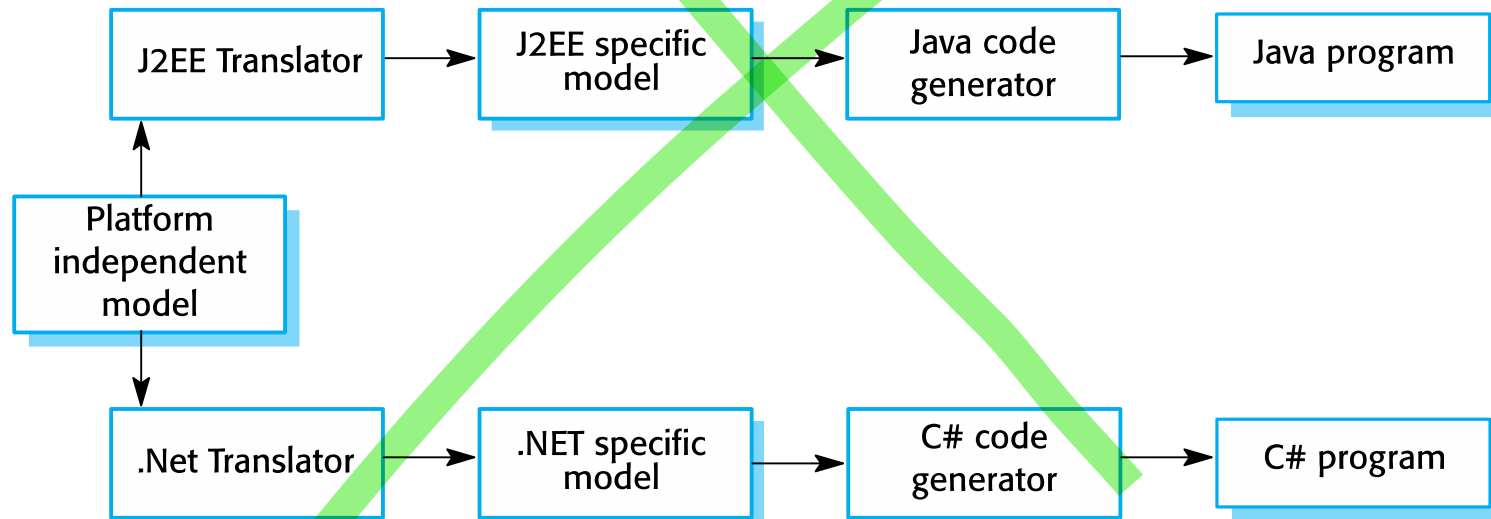 J2EE Translator
J2EE specific
model
Java code
generator
Java program
Platform
independent
model
.Net Translator
.NET specific
model
C# code
generator
C# program